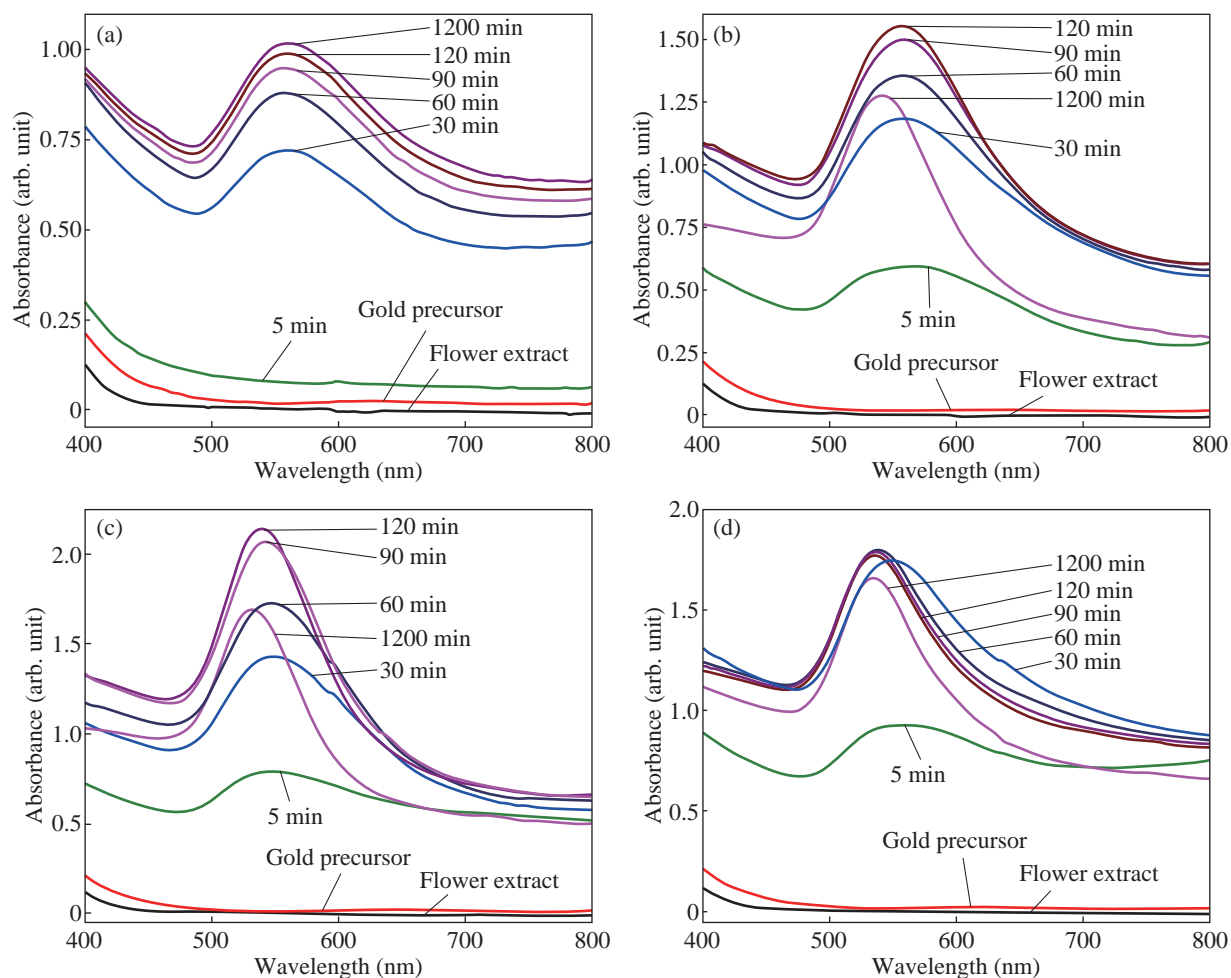 (a)
1200 min
120 min
90 min
60 min
30 min
5 min
Gold precursor
Flower extract
1.00
0.75
0.50
0.25
0
Absorbance (arb. unit)
400 500 600 700 800
Wavelength (nm)
(b)
120 min
90 min
60 min
1200 min
30 min
5 min
Gold precursor
Flower extract
1.50
1.25
1.00
0.75
0.50
0.25
0
Absorbance (arb. unit)
400 500 600 700 800
Wavelength (nm)
(c)
120 min
90 min
60 min
1200 min
30 min
5 min
Gold precursor
Flower extract
2.0
1.5
1.0
0.5
0
Absorbance (arb. unit)
400 500 600 700 800
Wavelength (nm)
(d)
1200 min
120 min
90 min
60 min
30 min
5 min
Gold precursor
Flower extract
2.0
1.5
1.0
0.5
0
Absorbance (arb. unit)
400 500 600 700 800
Wavelength (nm)